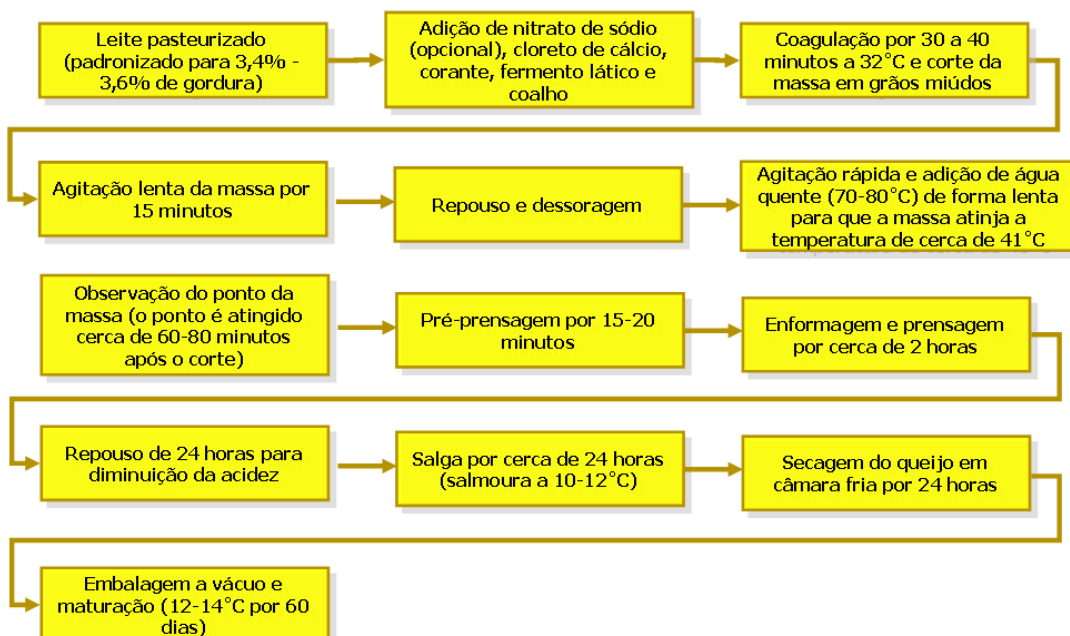 Leite pasteurizado
(padronizado para 3,4% -
3,6% de gordura)
Adição de nitrato de sódio
(opcional), cloreto de cálcio,
corante, fermento lático e
coalho
Coagulação por 30 a 40
minutos a 32°C e corte da
massa em grãos miúdos
Agitação lenta da massa por
15 minutos
Repouso e dessoragem
Agitação rápida e adição de água
quente (70-80°C) de forma lenta
para que a massa atinja a
temperatura de cerca de 41°C
Observação do ponto da
massa (o ponto é atingido
cerca de 60-80 minutos
após o corte)
Pré-prensagem por 15-20
minutos
Enformagem e prensagem
por cerca de 2 horas
Repouso de 24 horas para
diminuição da acidez
Salga por cerca de 24 horas
(salmoura a 10-12°C)
Secagem do queijo em
câmara fria por 24 horas
Embalagem a vácuo e
maturação (12-14°C por 60
dias)